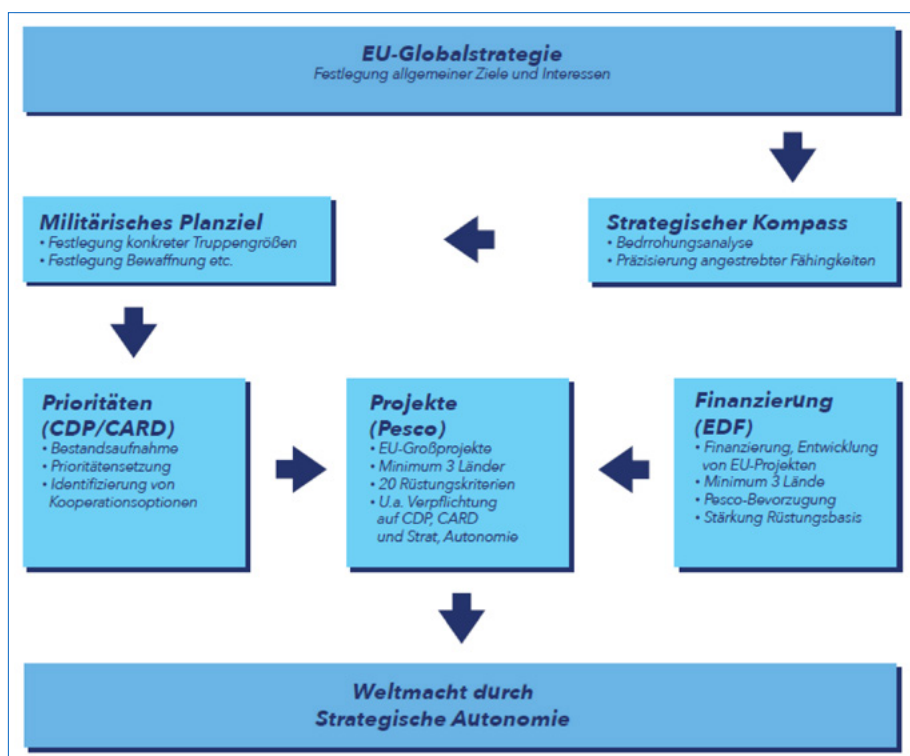 EU-Globalstrategie
Festlegung allgemeiner Ziele und Interessen
Militärisches Planziel
• Festlegung konkreter Truppengrößen
• Festlegung Bewaffnung etc.
Strategischer Kompass
• Bedrrohungsanalyse
• Präzisierung angestrebter Fähingkeiten
Prioritäten
(CDP/CARD)
• Bestandsaufnahme
• Prioritätensetzung
• Identifizierung von
Kooperationsoptionen
Projekte
(Pesco)
• EU-Großprojekte
• Minimum 3 Länder
• 20 Rüstungskriterien
• U.a. Verpflichtung
auf CDP, CARD
und Strat, Autonomie
Finanzierung
(EDF)
• Finanzierung, Entwicklung
von EU-Projekten
• Minimum 3 Lände
• Pesco-Bevorzugung
• Stärkung Rüstungsbasis
Weltmacht durch
Strategische Autonomie